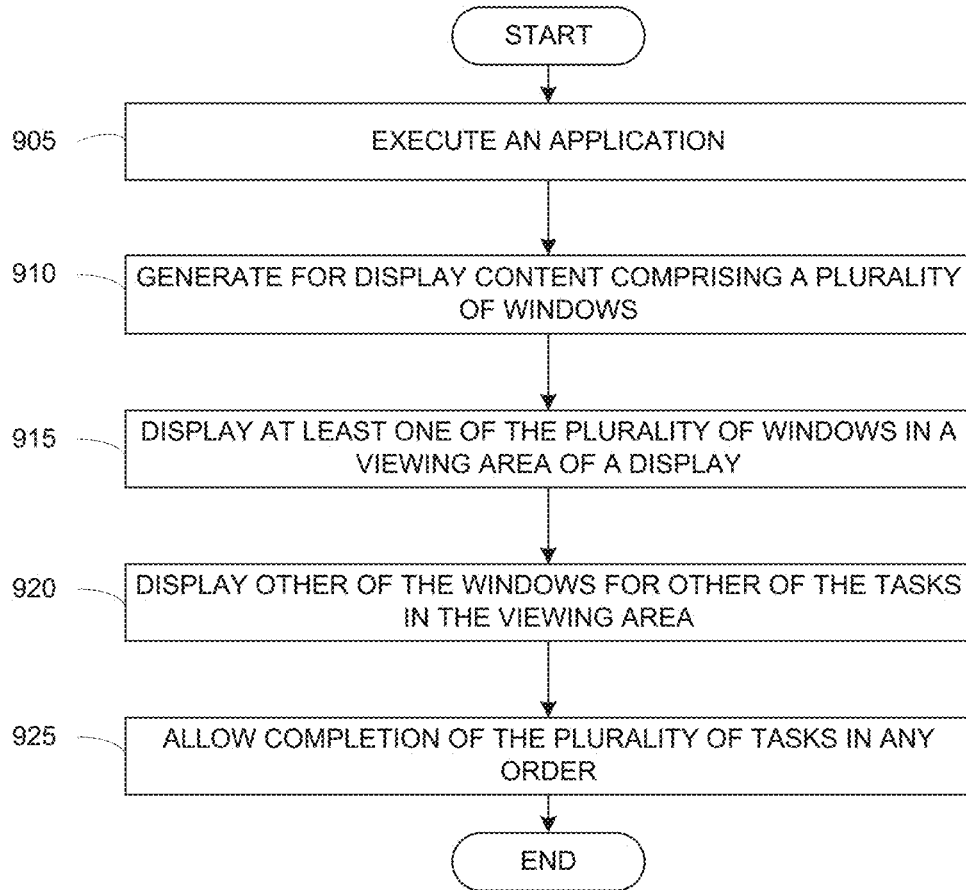 START
905
EXECUTE AN APPLICATION
910
GENERATE FOR DISPLAY CONTENT COMPRISING A PLURALITY
OF WINDOWS
915
DISPLAY AT LEAST ONE OF THE PLURALITY OF WINDOWS IN A
VIEWING AREA OF A DISPLAY
920
DISPLAY OTHER OF THE WINDOWS FOR OTHER OF THE TASKS
IN THE VIEWING AREA
925
ALLOW COMPLETION OF THE PLURALITY OF TASKS IN ANY
ORDER
END